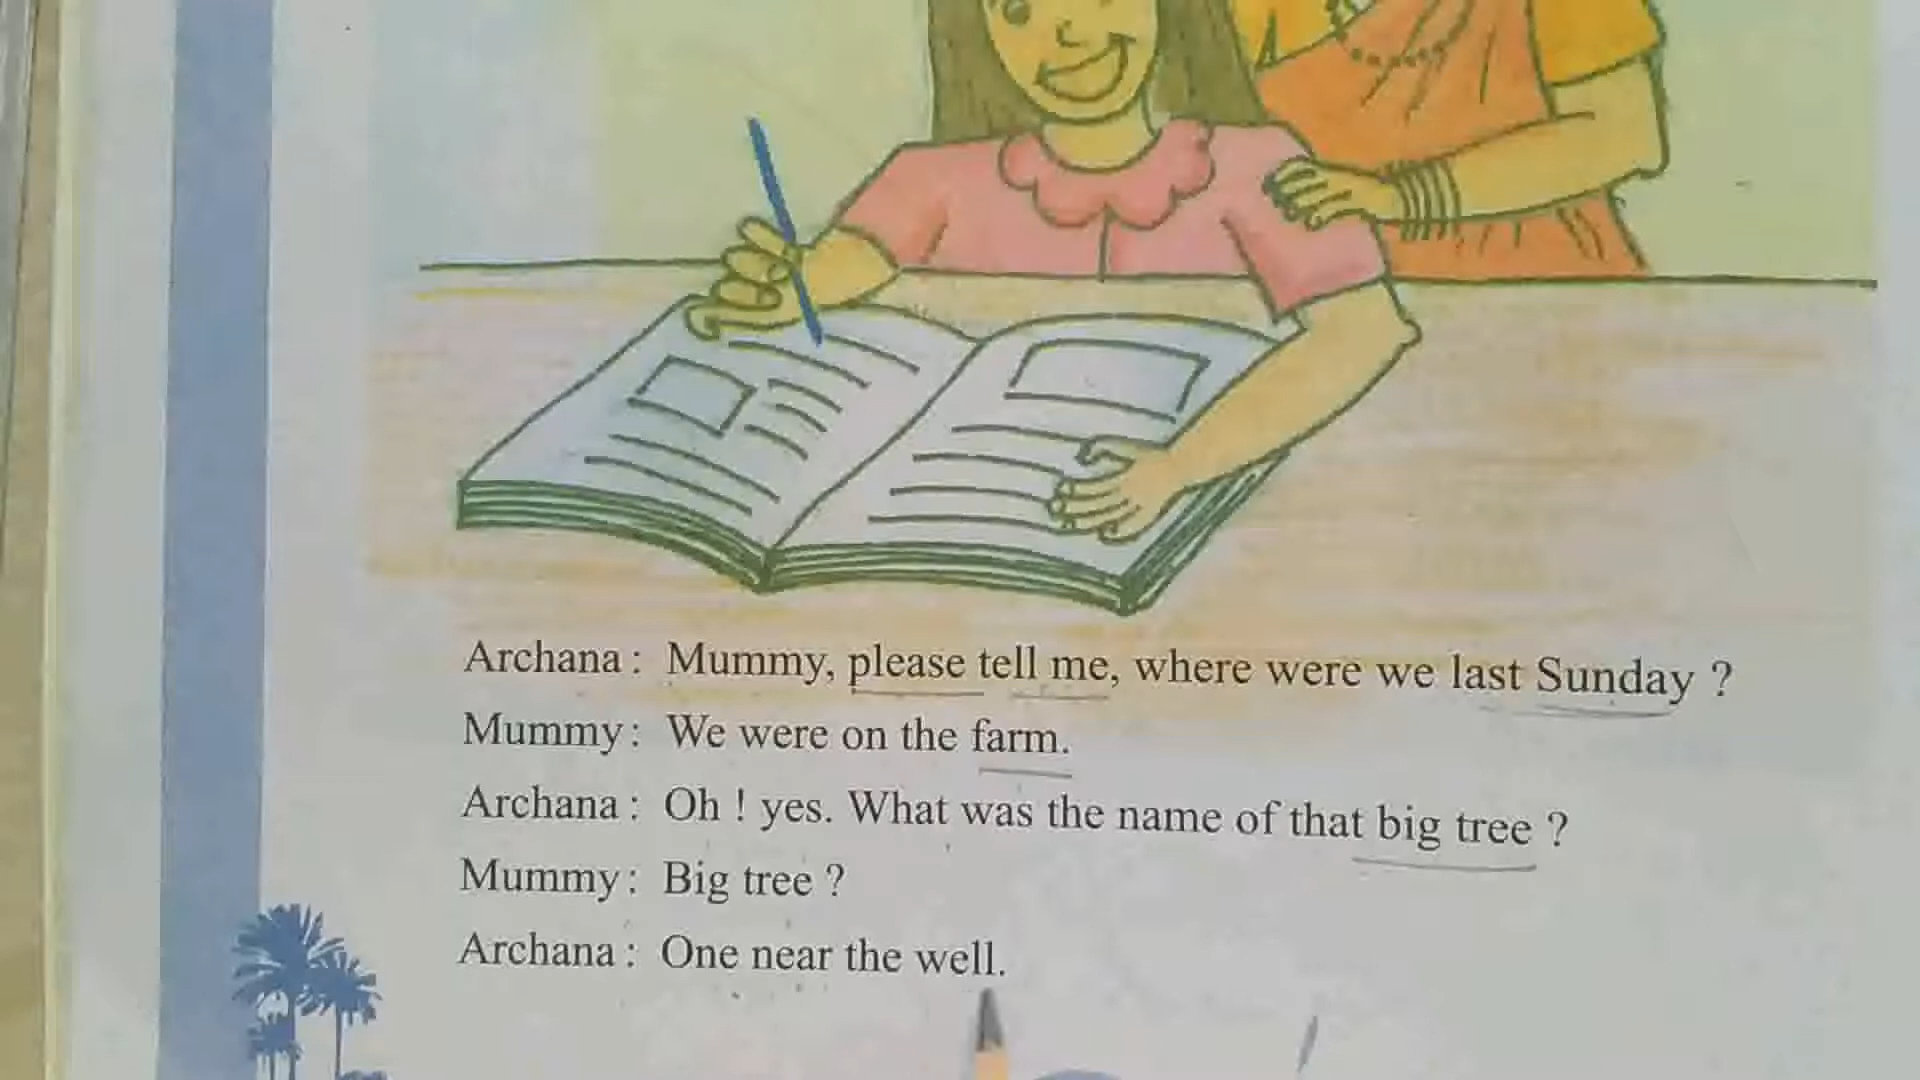 Archana : Mummy, please tell me, where were we last Sunday ?
Mummy : We were on the farm.
Archana : Oh ! yes. What was the name of that big tree ?
Mummy : Big tree ?
Archana : One near the well.